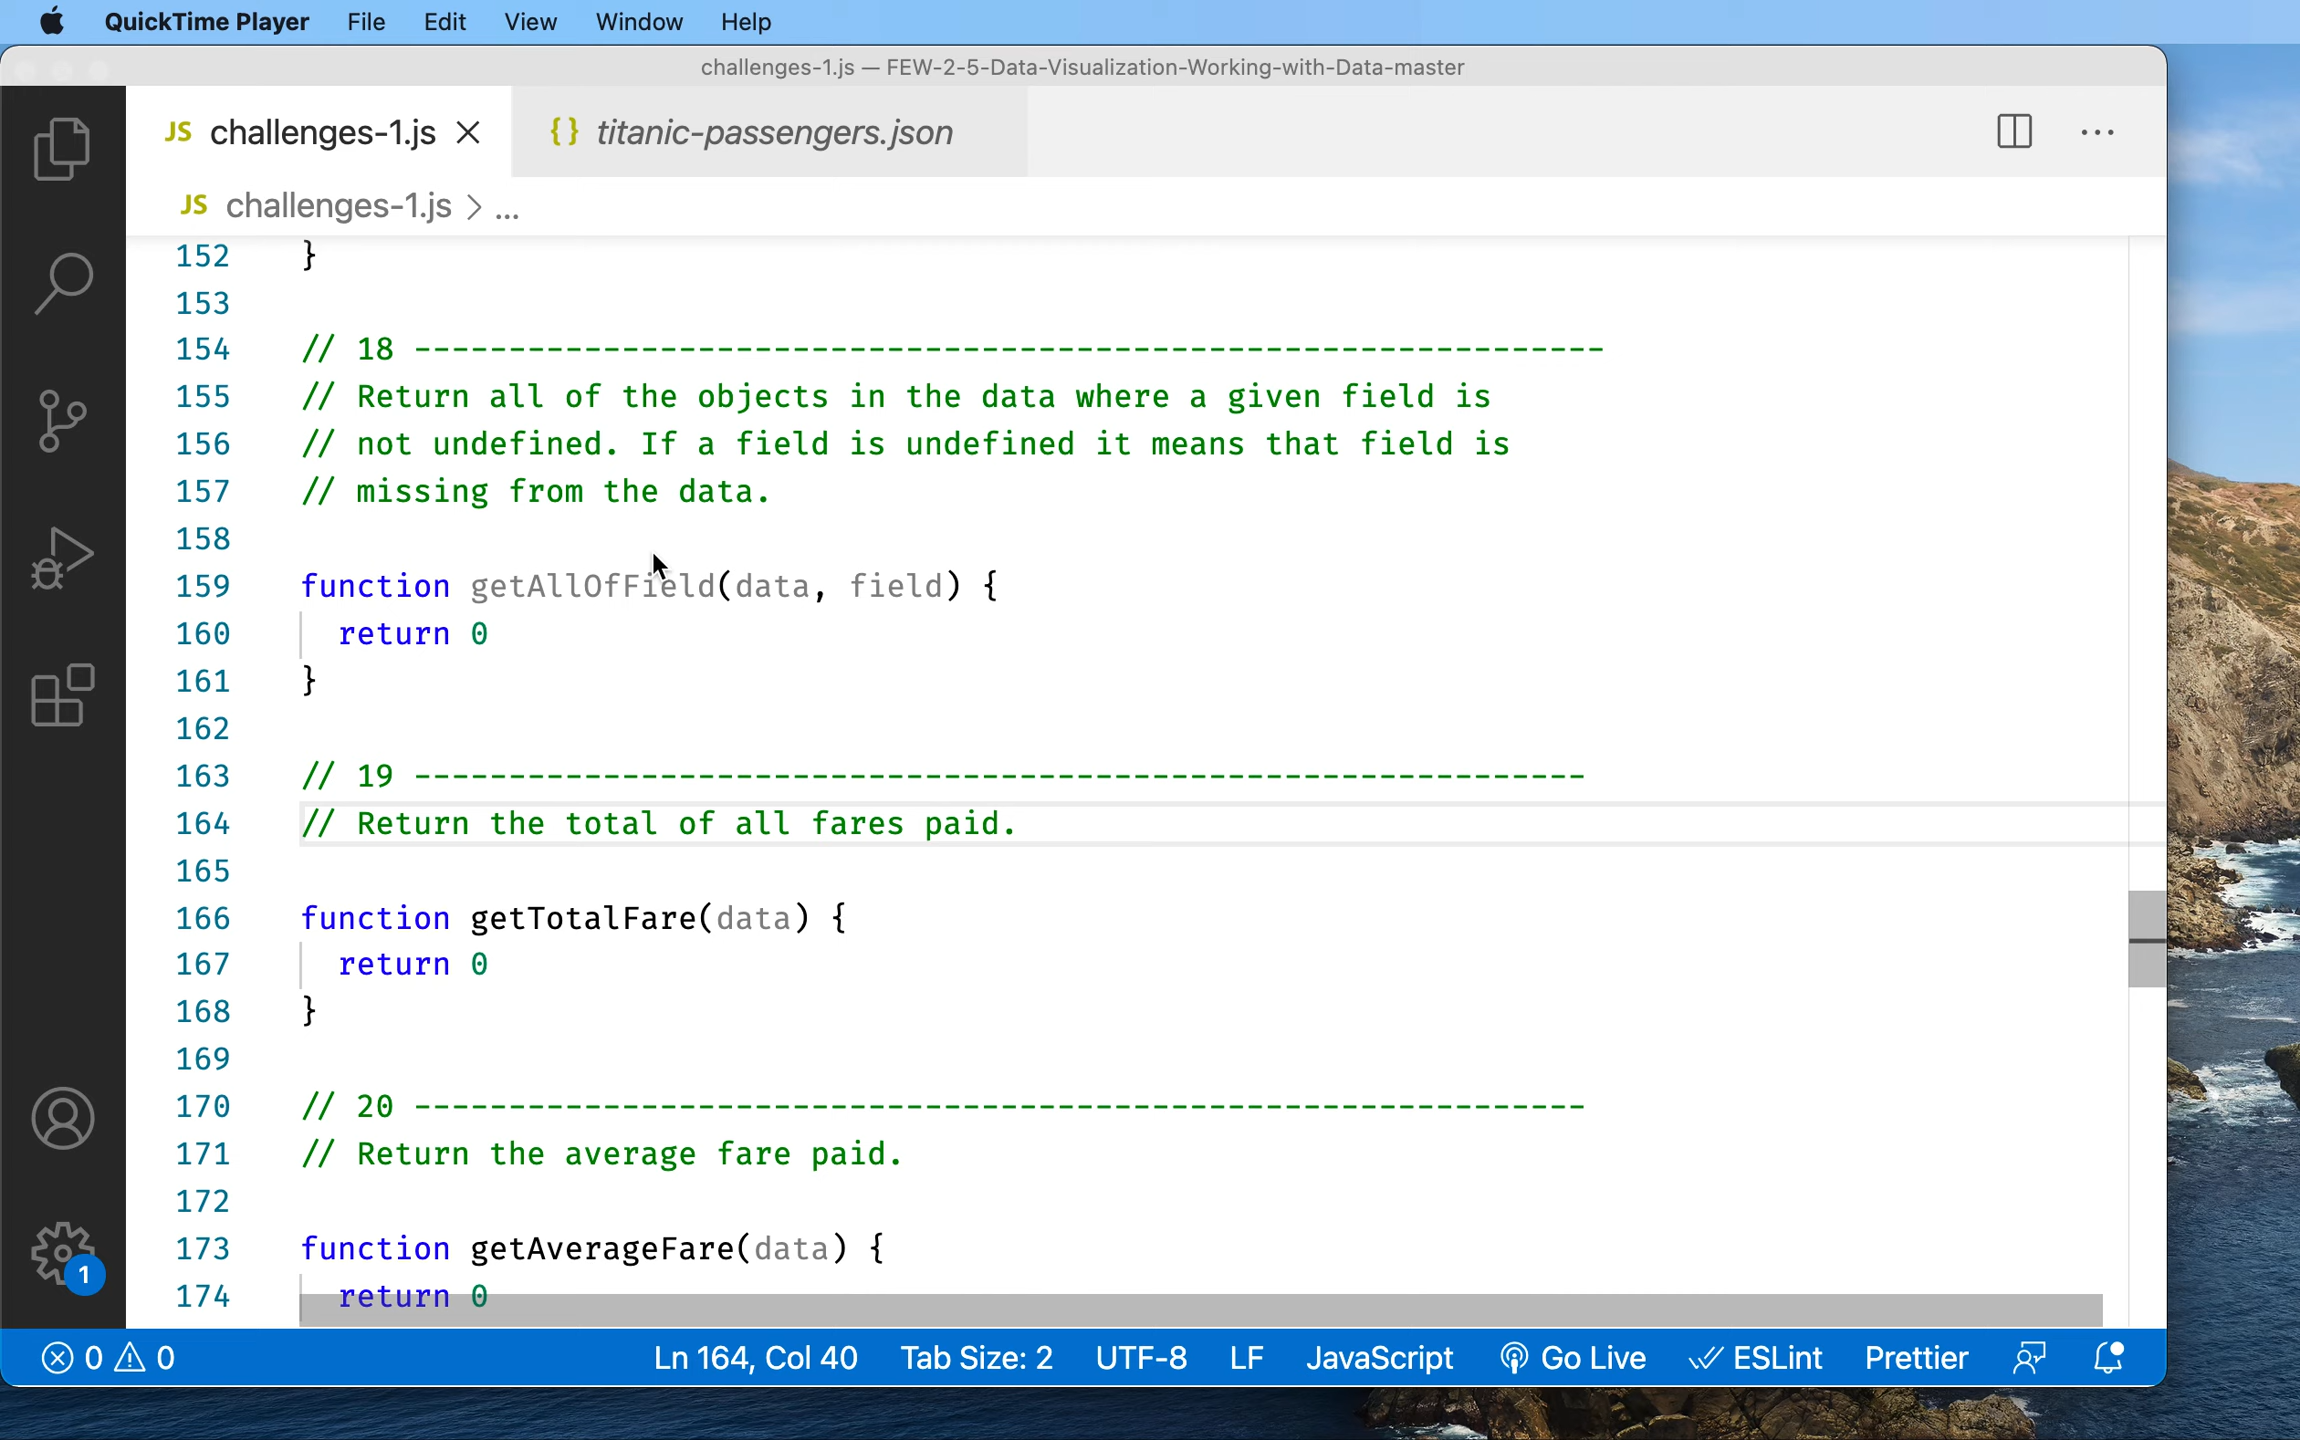 QuickTime Player File Edit View Window Help
challenges-1.js — FEW-2-5-Data-Visualization-Working-with-Data-master
JS challenges-1.js {} titanic-passengers.json
JS challenges-1.js > ...
152 }
153
154 // 18 ---------------------------------------------------------------
155 // Return all of the objects in the data where a given field is
156 // not undefined. If a field is undefined it means that field is
157 // missing from the data.
158
159 function getAllOfField(data, field) {
160 return 0
161 }
162
163 // 19 --------------------------------------------------------------
164 // Return the total of all fares paid.
165
166 function getTotalFare(data) {
167 return 0
168 }
169
170 // 20 --------------------------------------------------------------
171 // Return the average fare paid.
172
173 function getAverageFare(data) {
174 return 0
1
0 0 Ln 164, Col 40 Tab Size: 2 UTF-8 LF JavaScript Go Live ESLint Prettier